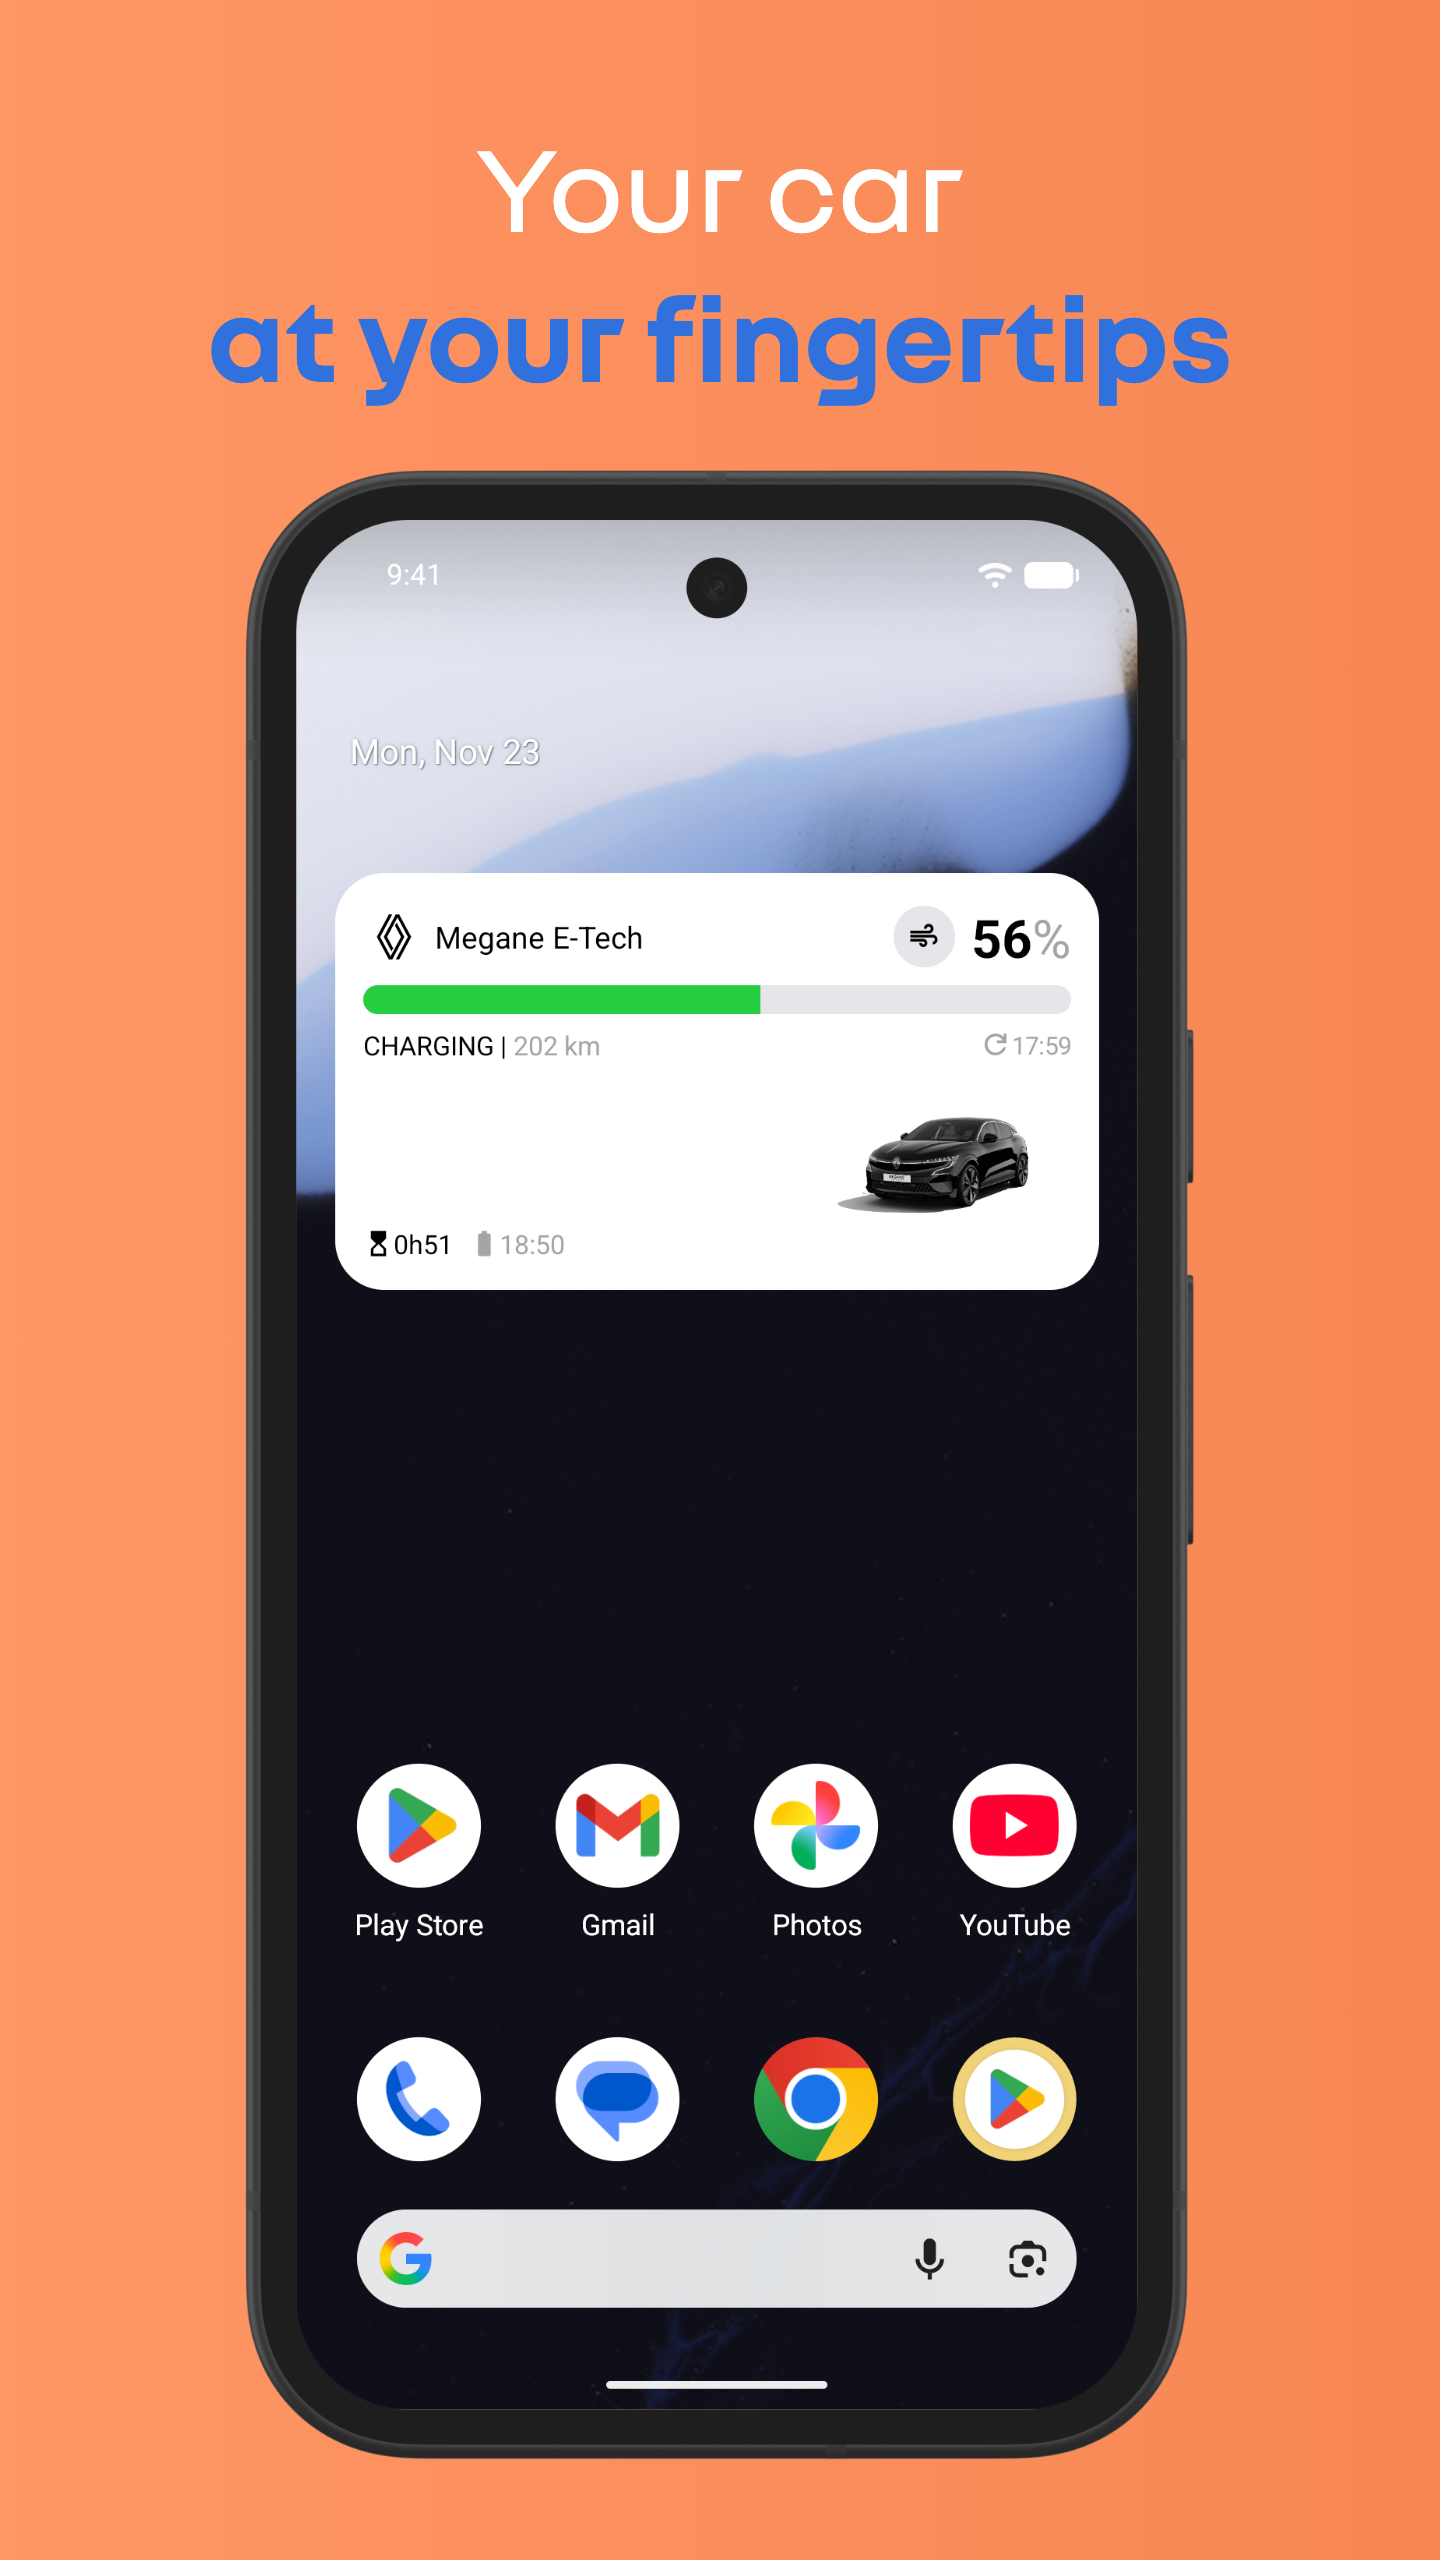 Your car
at your fingertips
9:41
Mon, Nov 23
Megane E-Tech
56%
CHARGING | 202 km
17:59
0h51
18:50
Play Store
Gmail
Photos
YouTube